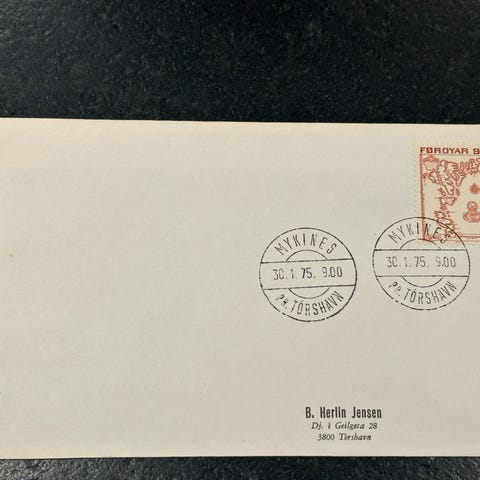 FØROYAR 9
MYKINES
30.1.75. 9.00
PR. TÓRSHAVN
MYKINES
30.1.75. 9.00
PR. TÓRSHAVN
B. Herlin Jensen
Dj. í Geilgøta 28
3800 Tórshavn